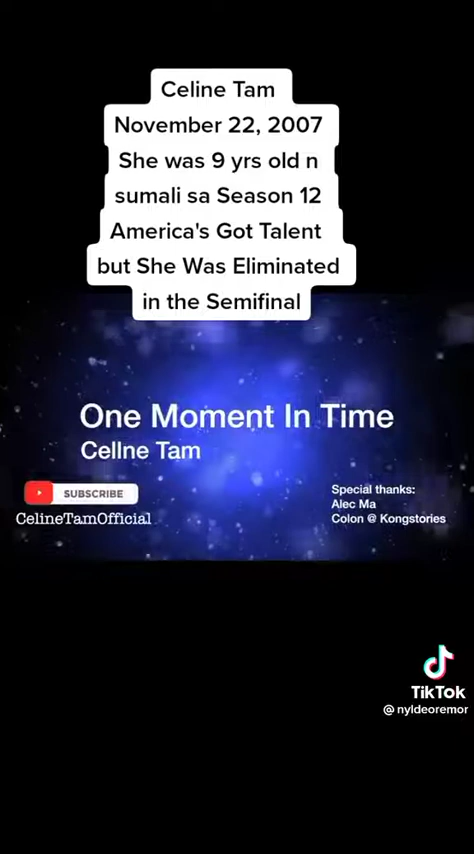 Celine Tam
November 22, 2007
She was 9 yrs old n
sumali sa Season 12
America's Got Talent
but She Was Eliminated
in the Semifinal
One Moment In Time
Celine Tam
SUBSCRIBE
CelineTamOfficial
Special thanks:
Alec Ma
Colon @ Kongstories
TikTok
@ nyldeoremor